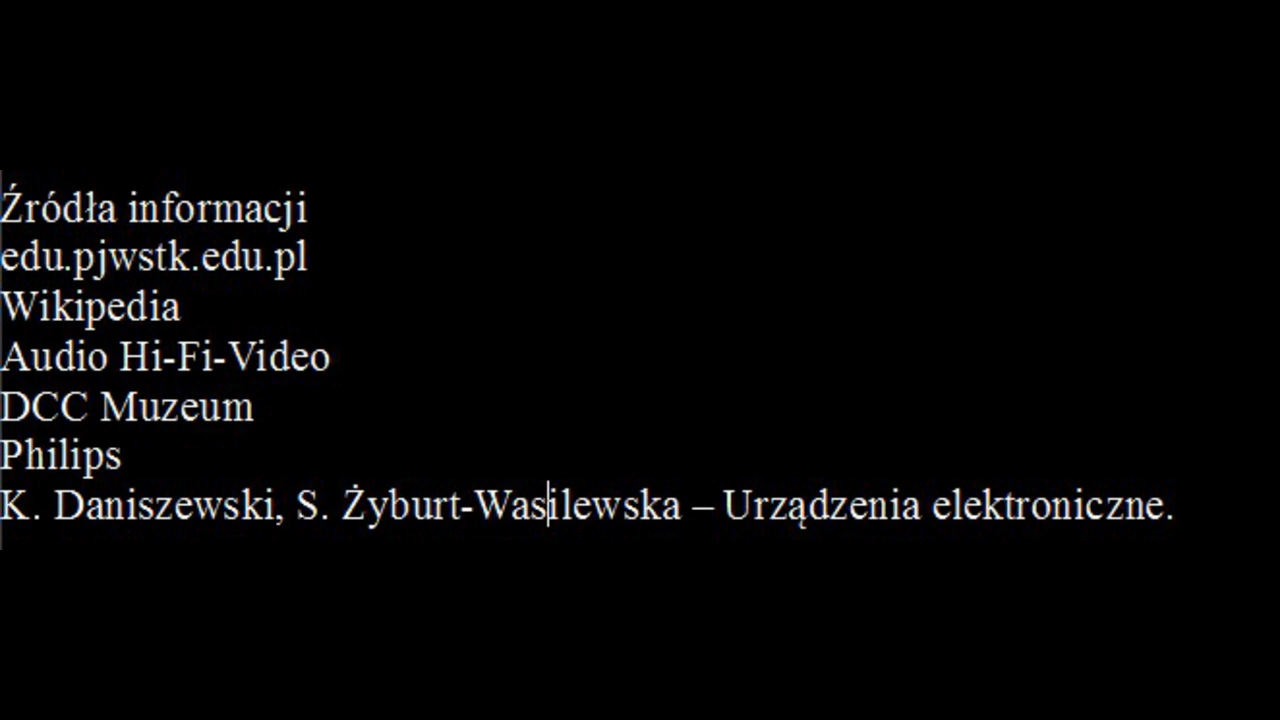 Źródła informacji
edu.pjwstk.edu.pl
Wikipedia
Audio Hi-Fi-Video
DCC Muzeum
Philips
K. Daniszewski, S. Żyburt-Wasilewska – Urządzenia elektroniczne.